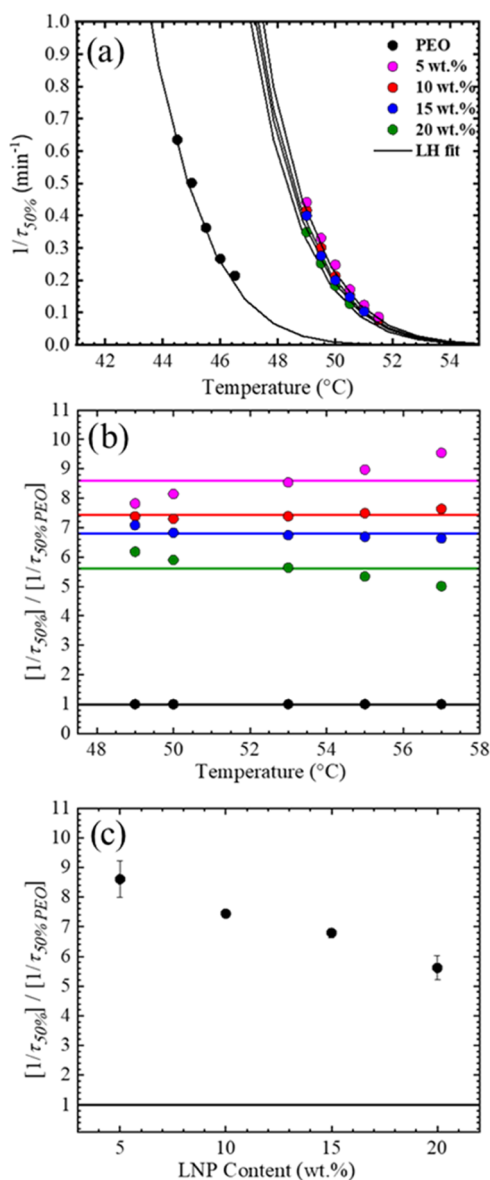 (a)
PEO
5 wt.%
10 wt.%
15 wt.%
20 wt.%
LH fit
1/τ50% (min-1)
1.0
0.9
0.8
0.7
0.6
0.5
0.4
0.3
0.2
0.1
0.0
42 44 46 48 50 52 54
Temperature (°C)
(b)
[1/τ50%] / [1/τ50% PEO]
11
10
9
8
7
6
5
4
3
2
1
0
48 50 52 54 56 58
Temperature (°C)
(c)
[1/τ50%] / [1/τ50% PEO]
11
10
9
8
7
6
5
4
3
2
1
5 10 15 20
LNP Content (wt.%)